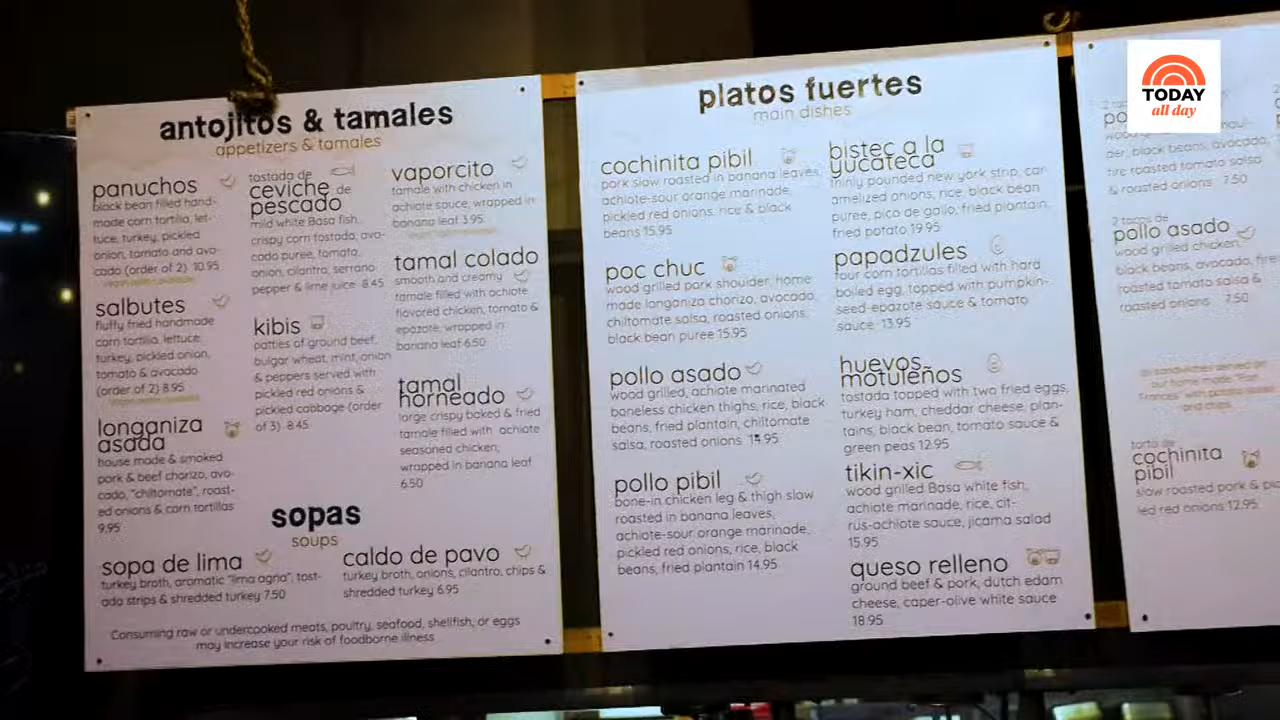 antojitos & tamales
appetizers & tamales
panuchos
black bean filled hand-
made corn tortilla, let-
tuce, turkey, pickled
onion, tomato and avo-
cado (order of 2) 10.95
salbutes
fluffy fried handmade
corn tortilla, lettuce
turkey, pickled onion,
tomato & avocado
(order of 2) 8.95
longaniza
asada
house made & smoked
pork & beef chorizo, avo-
cado, "chiltomate", roast-
ed onions & corn tortillas
9.95
tostada de
ceviche de
pescado
mild white Basa fish,
crispy corn tostada, avo-
cado puree, tomato,
onion, cilantro, serrano
pepper & lime juice 8.45
kibis
patties of ground beef,
bulgar wheat, mint, onion
& peppers served with
pickled red onions &
pickled cabbage (order
of 3) 8.45
vaporcito
tamale with chicken in
achiote sauce, wrapped in
banana leaf 3.95
tamal colado
smooth and creamy
tamale filled with achiote
flavored chicken, tomato &
epazote, wrapped in
banana leaf 6.50
tamal
horneado
large crispy baked & fried
tamale filled with achiote
seasoned chicken,
wrapped in banana leaf
6.50
sopas
soups
sopa de lima
turkey broth, aromatic "lima agria", tost-
ada strips & shredded turkey 7.50
caldo de pavo
turkey broth, onions, cilantro, chips &
shredded turkey 6.95
Consuming raw or undercooked meats, poultry, seafood, shellfish, or eggs
may increase your risk of foodborne illness
platos fuertes
main dishes
cochinita pibil
pork slow roasted in banana leaves,
achiote-sour orange marinade,
pickled red onions, rice & black
beans 15.95
poc chuc
wood grilled pork shoulder, home
made longaniza chorizo, avocado,
chiltomate salsa, roasted onions,
black bean puree 15.95
pollo asado
wood grilled, achiote marinated
boneless chicken thighs, rice, black
beans, fried plantain, chiltomate
salsa, roasted onions
pollo pibil
bone-in chicken leg & thigh slow
roasted in banana leaves,
achiote-sour orange marinade,
pickled red onions, rice, black
beans, fried plantain 14.95
bistec a la
yucateca
thinly pounded new york strip, car-
amelized onions, rice, black bean
puree, pico de gallo, fried plantain,
fried potato 19.95
papadzules
four corn tortillas filled with hard
boiled egg, topped with pumpkin-
seed-epazote sauce & tomato
sauce 13.95
huevos
motuleños
tostada topped with two fried eggs,
turkey ham, cheddar cheese, plan-
tains, black bean, tomato sauce &
green peas 12.95
tikin-xic
wood grilled Basa white fish,
achiote marinade, rice, cit-
rus-achiote sauce, jicama salad
15.95
queso relleno
ground beef & pork, dutch edam
cheese, caper-olive white sauce
18.95
TODAY
all day
der, black beans, avocado,
fire roasted tomato salsa
& roasted onions 7.50
2 tacos de
pollo asado
wood grilled chicken,
black beans, avocado, fire
roasted tomato salsa &
roasted onions 7.50
torta de
cochinita
pibil
slow roasted pork &
led red onions 12.95